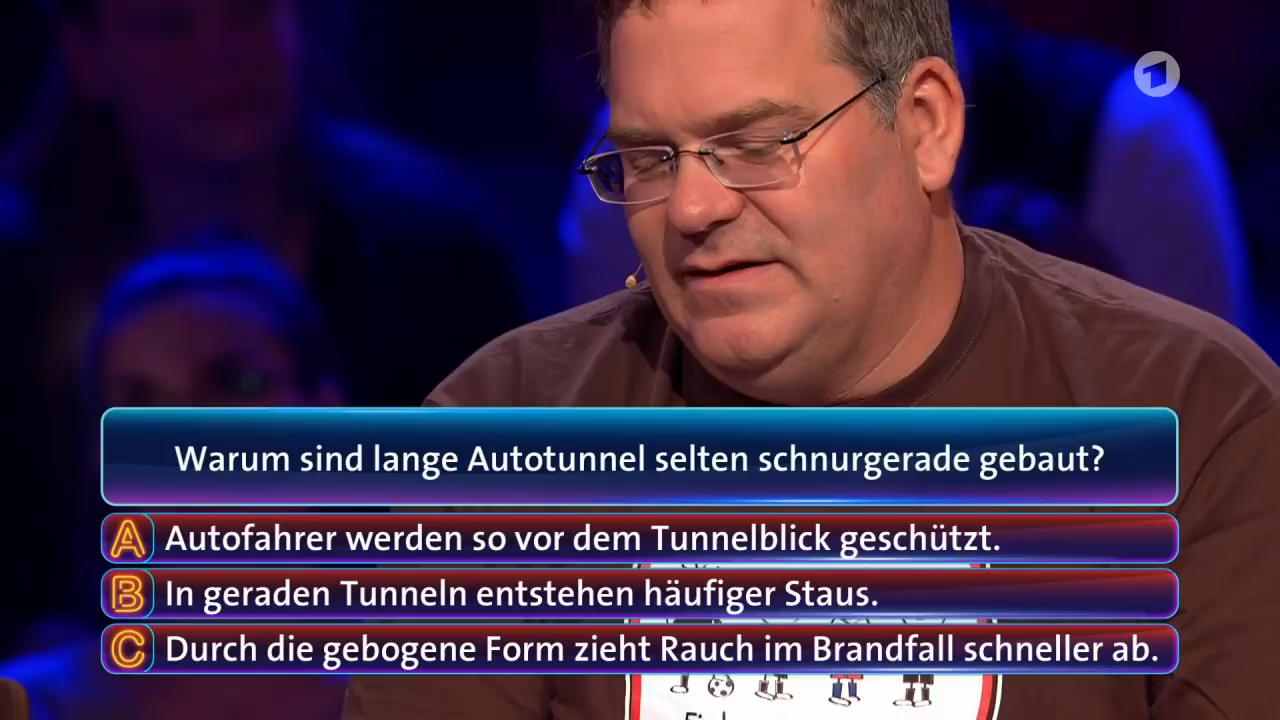 1
Warum sind lange Autotunnel selten schnurgerade gebaut?
A Autofahrer werden so vor dem Tunnelblick geschützt.
B In geraden Tunneln entstehen häufiger Staus.
C Durch die gebogene Form zieht Rauch im Brandfall schneller ab.